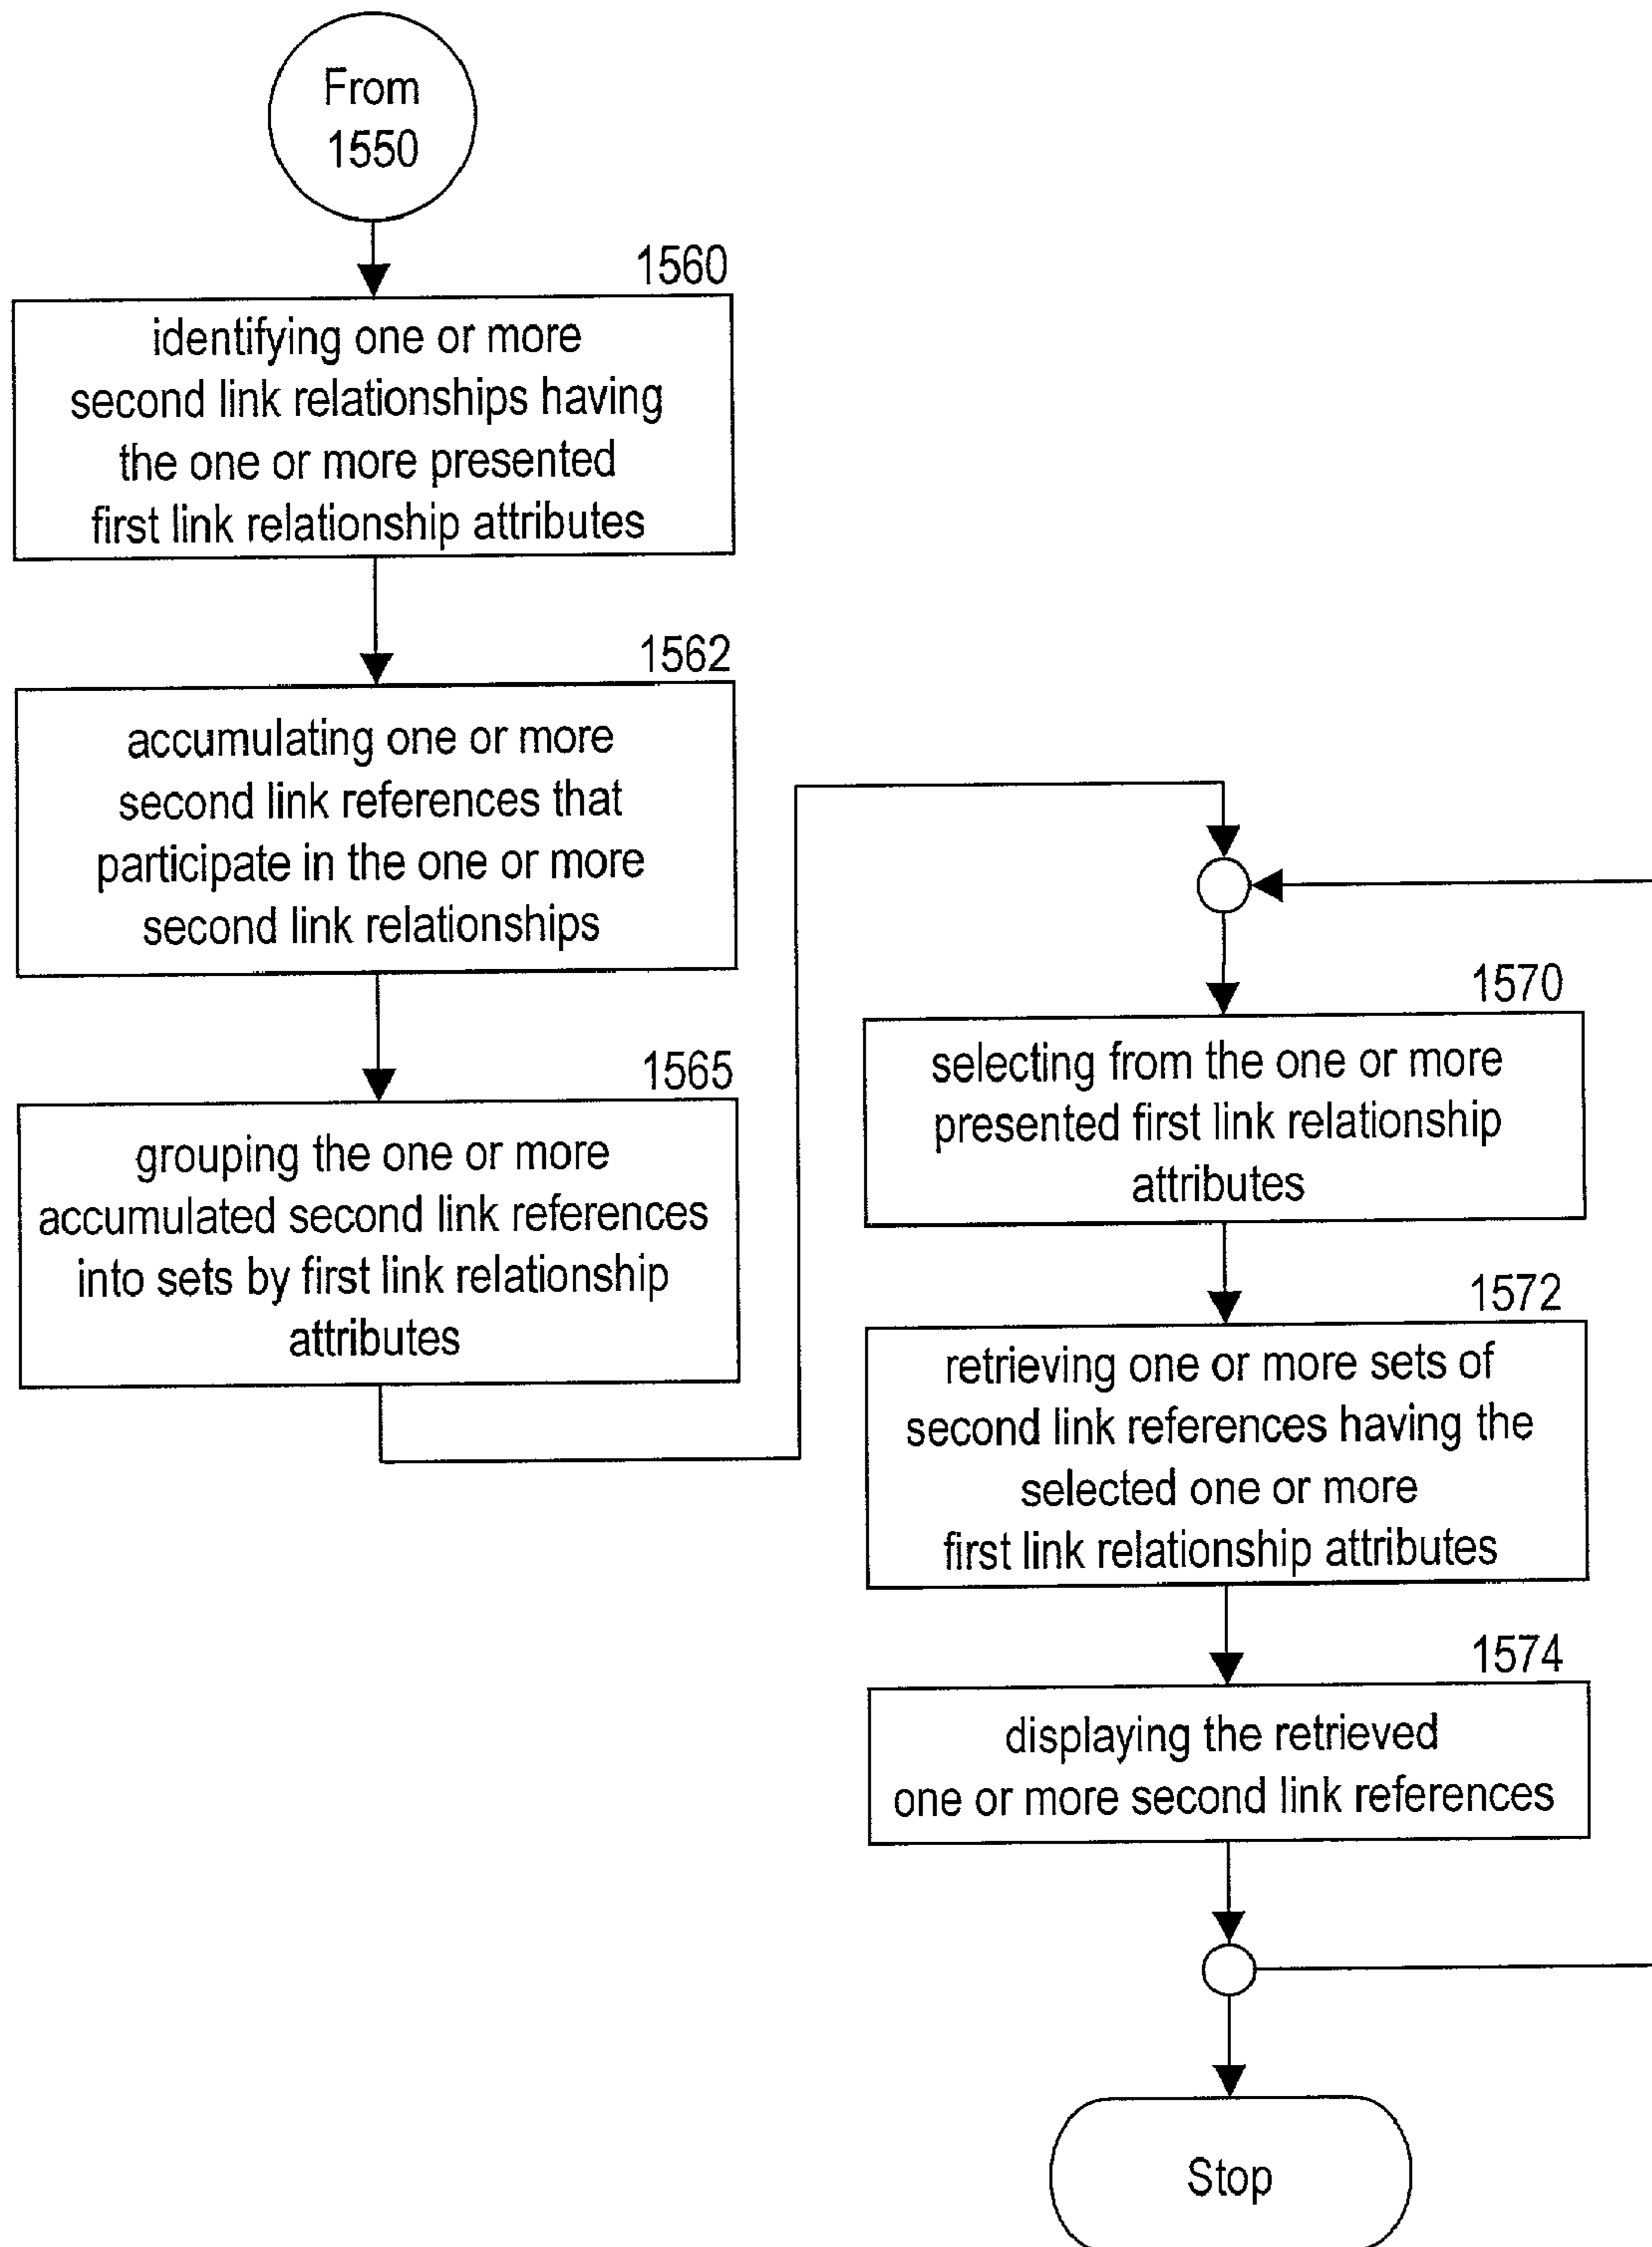 From
1550
1560
identifying one or more
second link relationships having
the one or more presented
first link relationship attributes
1562
accumulating one or more
second link references that
participate in the one or more
second link relationships
1565
grouping the one or more
accumulated second link references
into sets by first link relationship
attributes
1570
selecting from the one or more
presented first link relationship
attributes
1572
retrieving one or more sets of
second link references having the
selected one or more
first link relationship attributes
1574
displaying the retrieved
one or more second link references
Stop